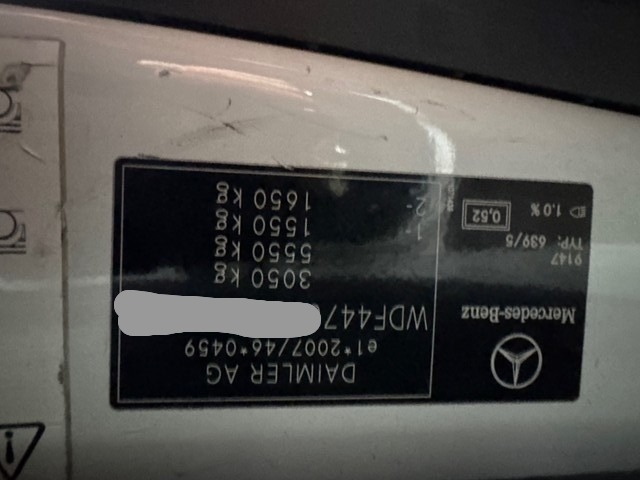 DAIMLER AG
e1*2007/46*0459
WDF447
3050 kg
5550 kg
1- 1550 kg
2- 1650 kg
Mercedes-Benz
9147
TYP: 639/5
0,52
1.0 %